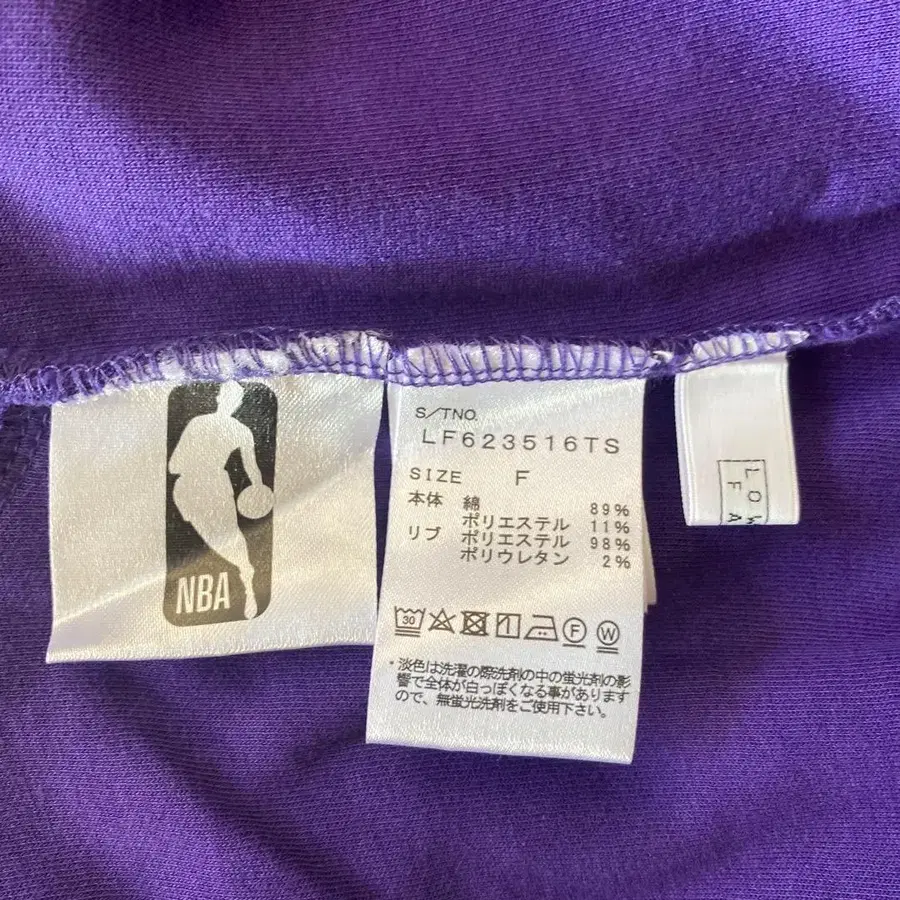 NBA
S/TNO.
LF623516TS
SIZE F
本体 綿 89%
ポリエステル 11%
リブ ポリエステル 98%
ポリウレタン 2%
30 F W
・淡色は洗濯の際洗剤の中の蛍光剤の影
響で全体が白っぽくなる事があります
ので、無蛍光洗剤をご使用下さい。